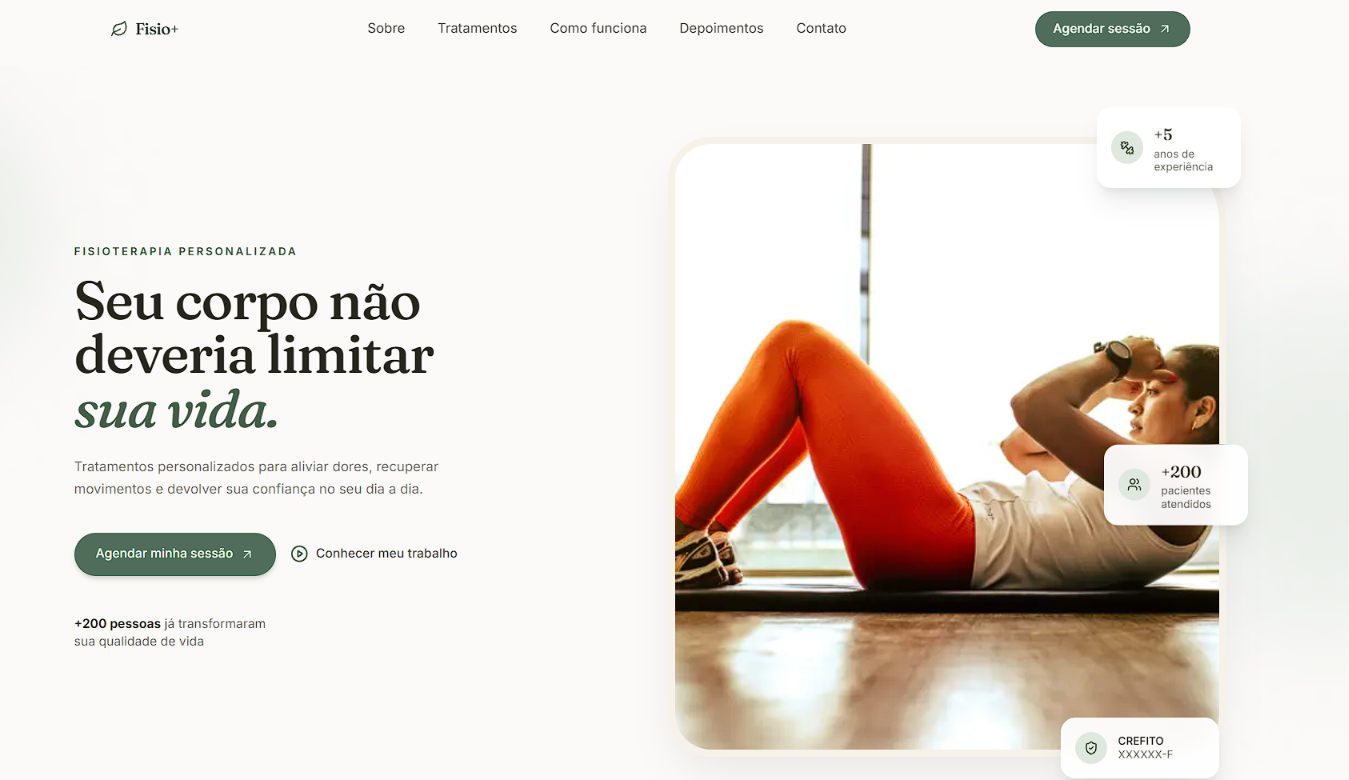 Fisio+
Sobre
Tratamentos
Como funciona
Depoimentos
Contato
Agendar sessão
+5
anos de
experiência
FISIOTERAPIA PERSONALIZADA
Seu corpo não
deveria limitar
sua vida.
Tratamentos personalizados para aliviar dores, recuperar
movimentos e devolver sua confiança no seu dia a dia.
Agendar minha sessão
Conhecer meu trabalho
+200 pessoas já transformaram
sua qualidade de vida
+200
pacientes
atendidos
CREFITO
XXXXXX-F